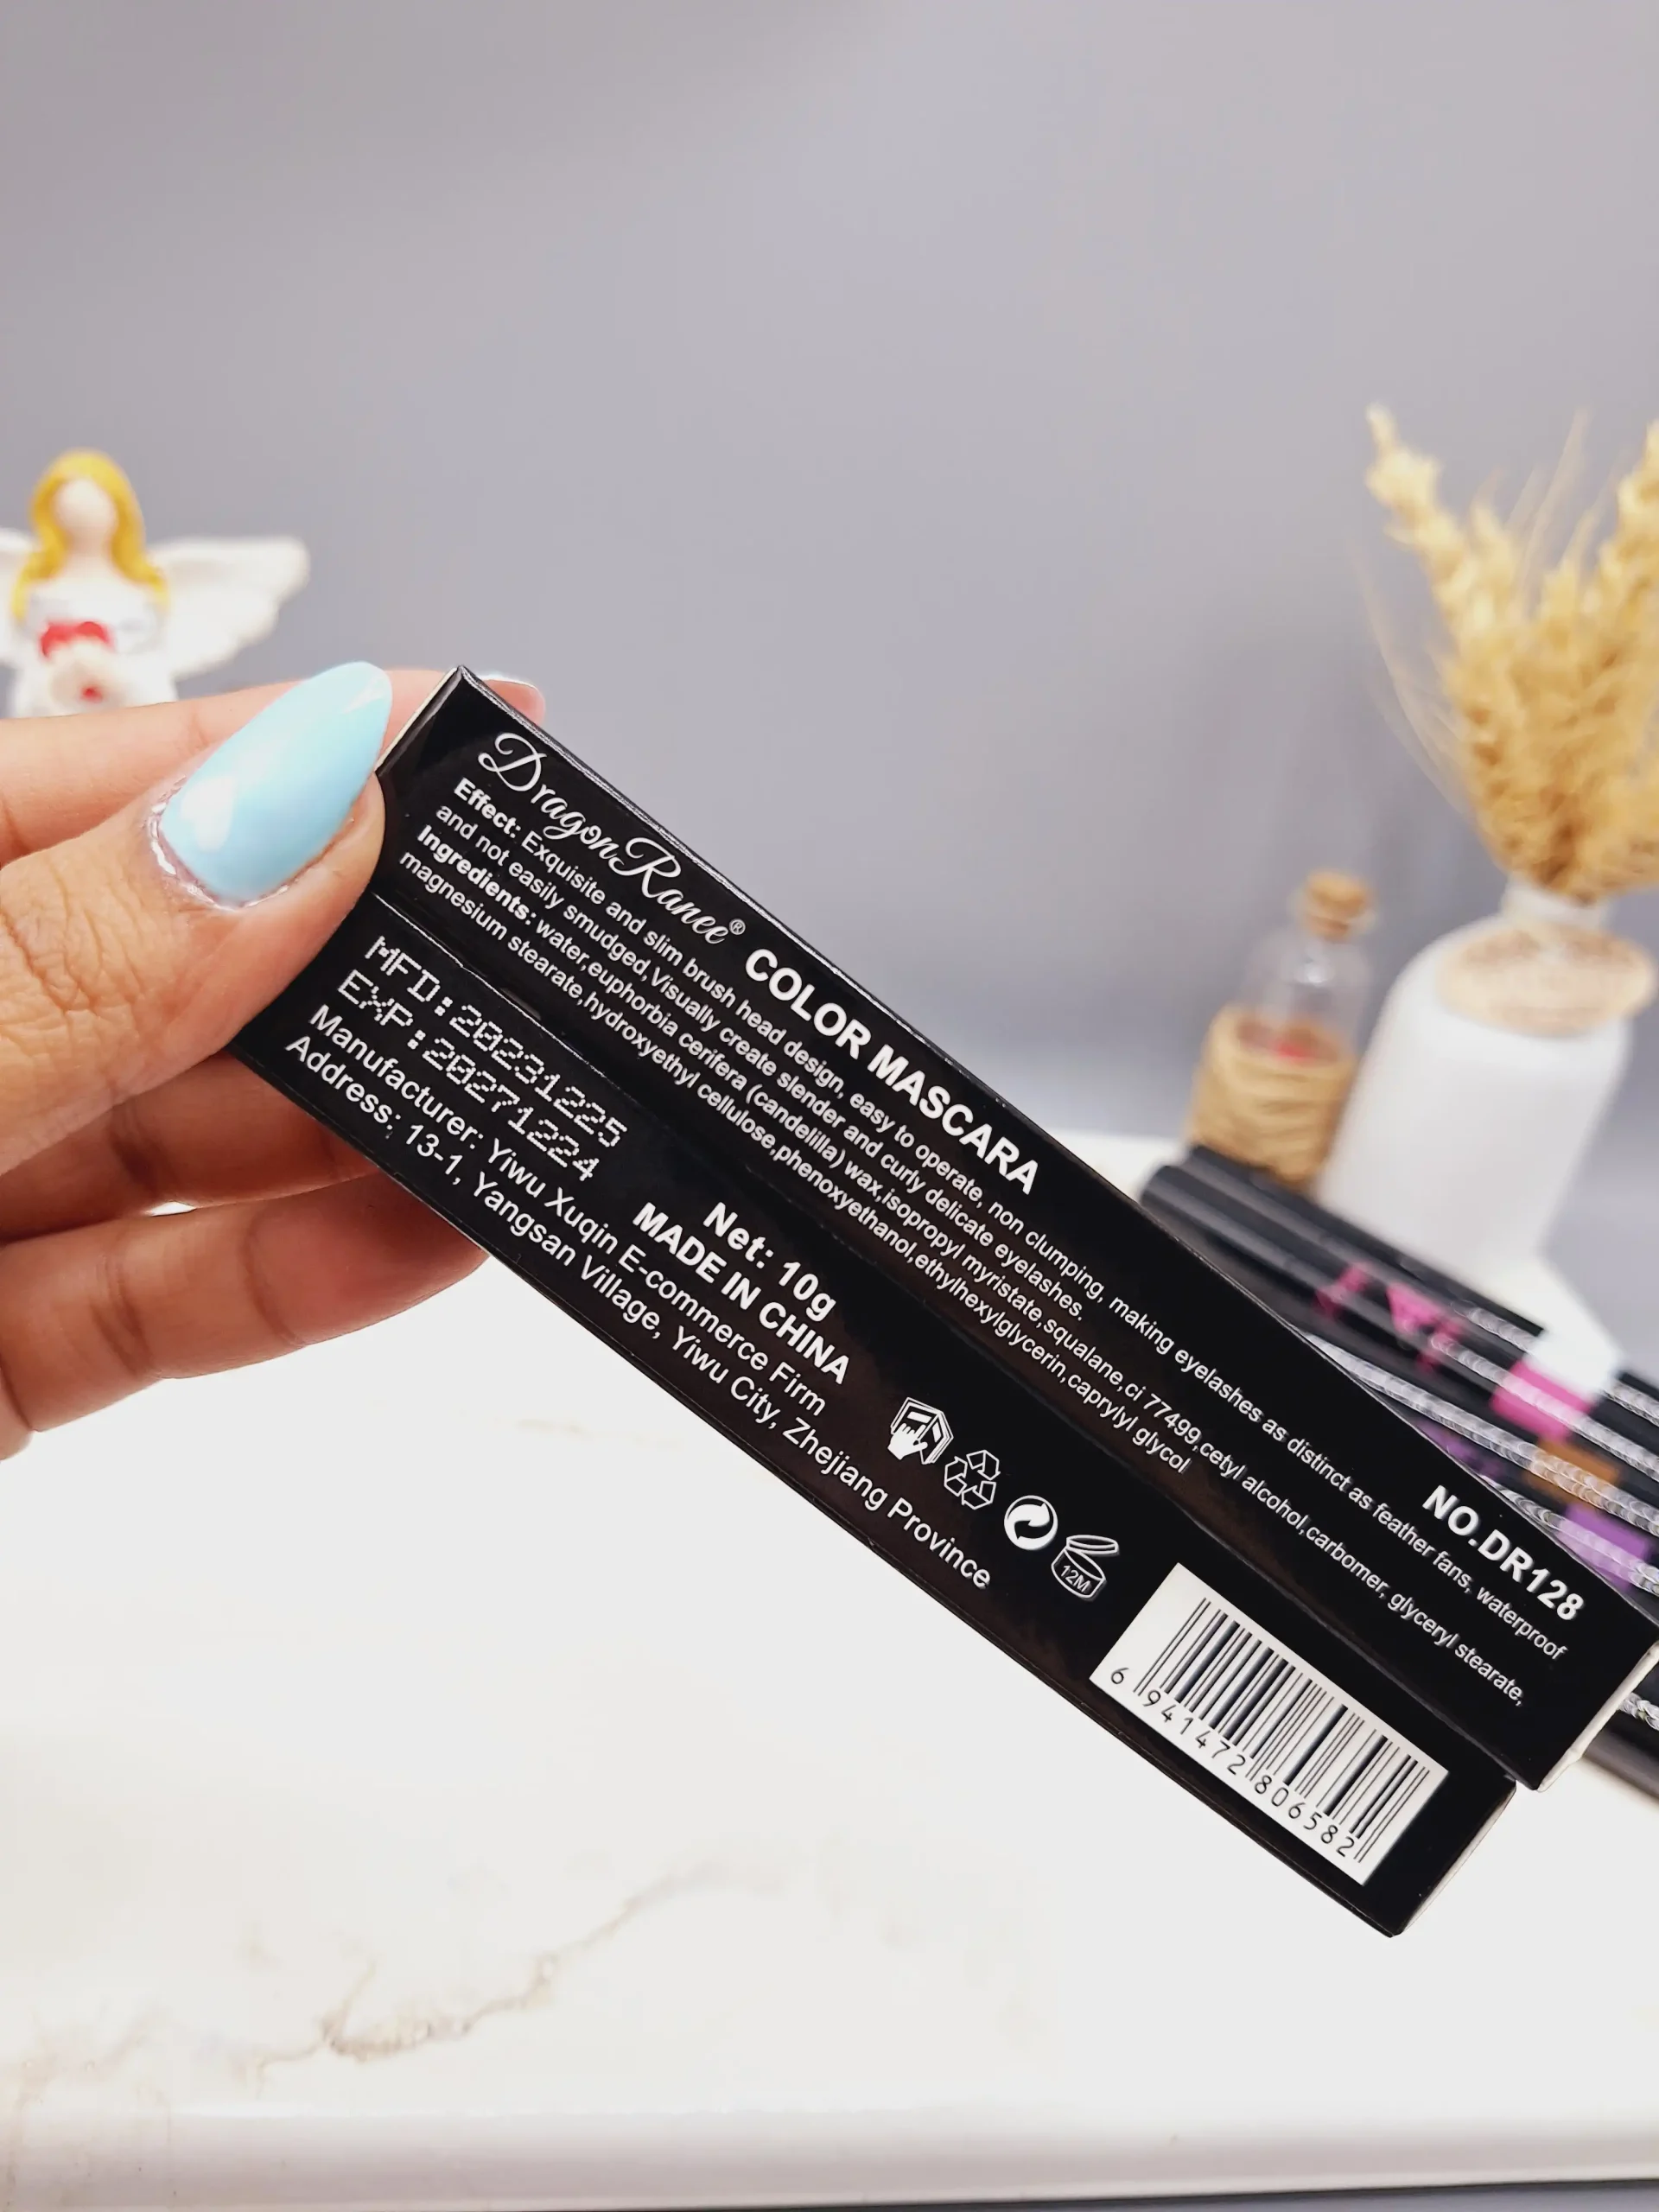 DragonRanee® COLOR MASCARA NO.DR128
Effect: Exquisite and slim brush head design, easy to operate, non clumping, making eyelashes as distinct as feather fans, waterproof
and not easily smudged,Visually create slender and curly delicate eyelashes.
Ingredients: water,euphorbia cerifera (candelilla) wax,isopropyl myristate,squalane,ci 77499,cetyl alcohol,carbomer, glyceryl stearate,
magnesium stearate,hydroxyethyl cellulose,phenoxyethanol,ethylhexylglycerin,caprylyl glycol
MFD:20231225
EXP:20271224
Net: 10g
MADE IN CHINA
Manufacturer: Yiwu Xuqin E-commerce Firm
Address: 13-1, Yangsan Village, Yiwu City, Zhejiang Province
12M
6 941472 806582